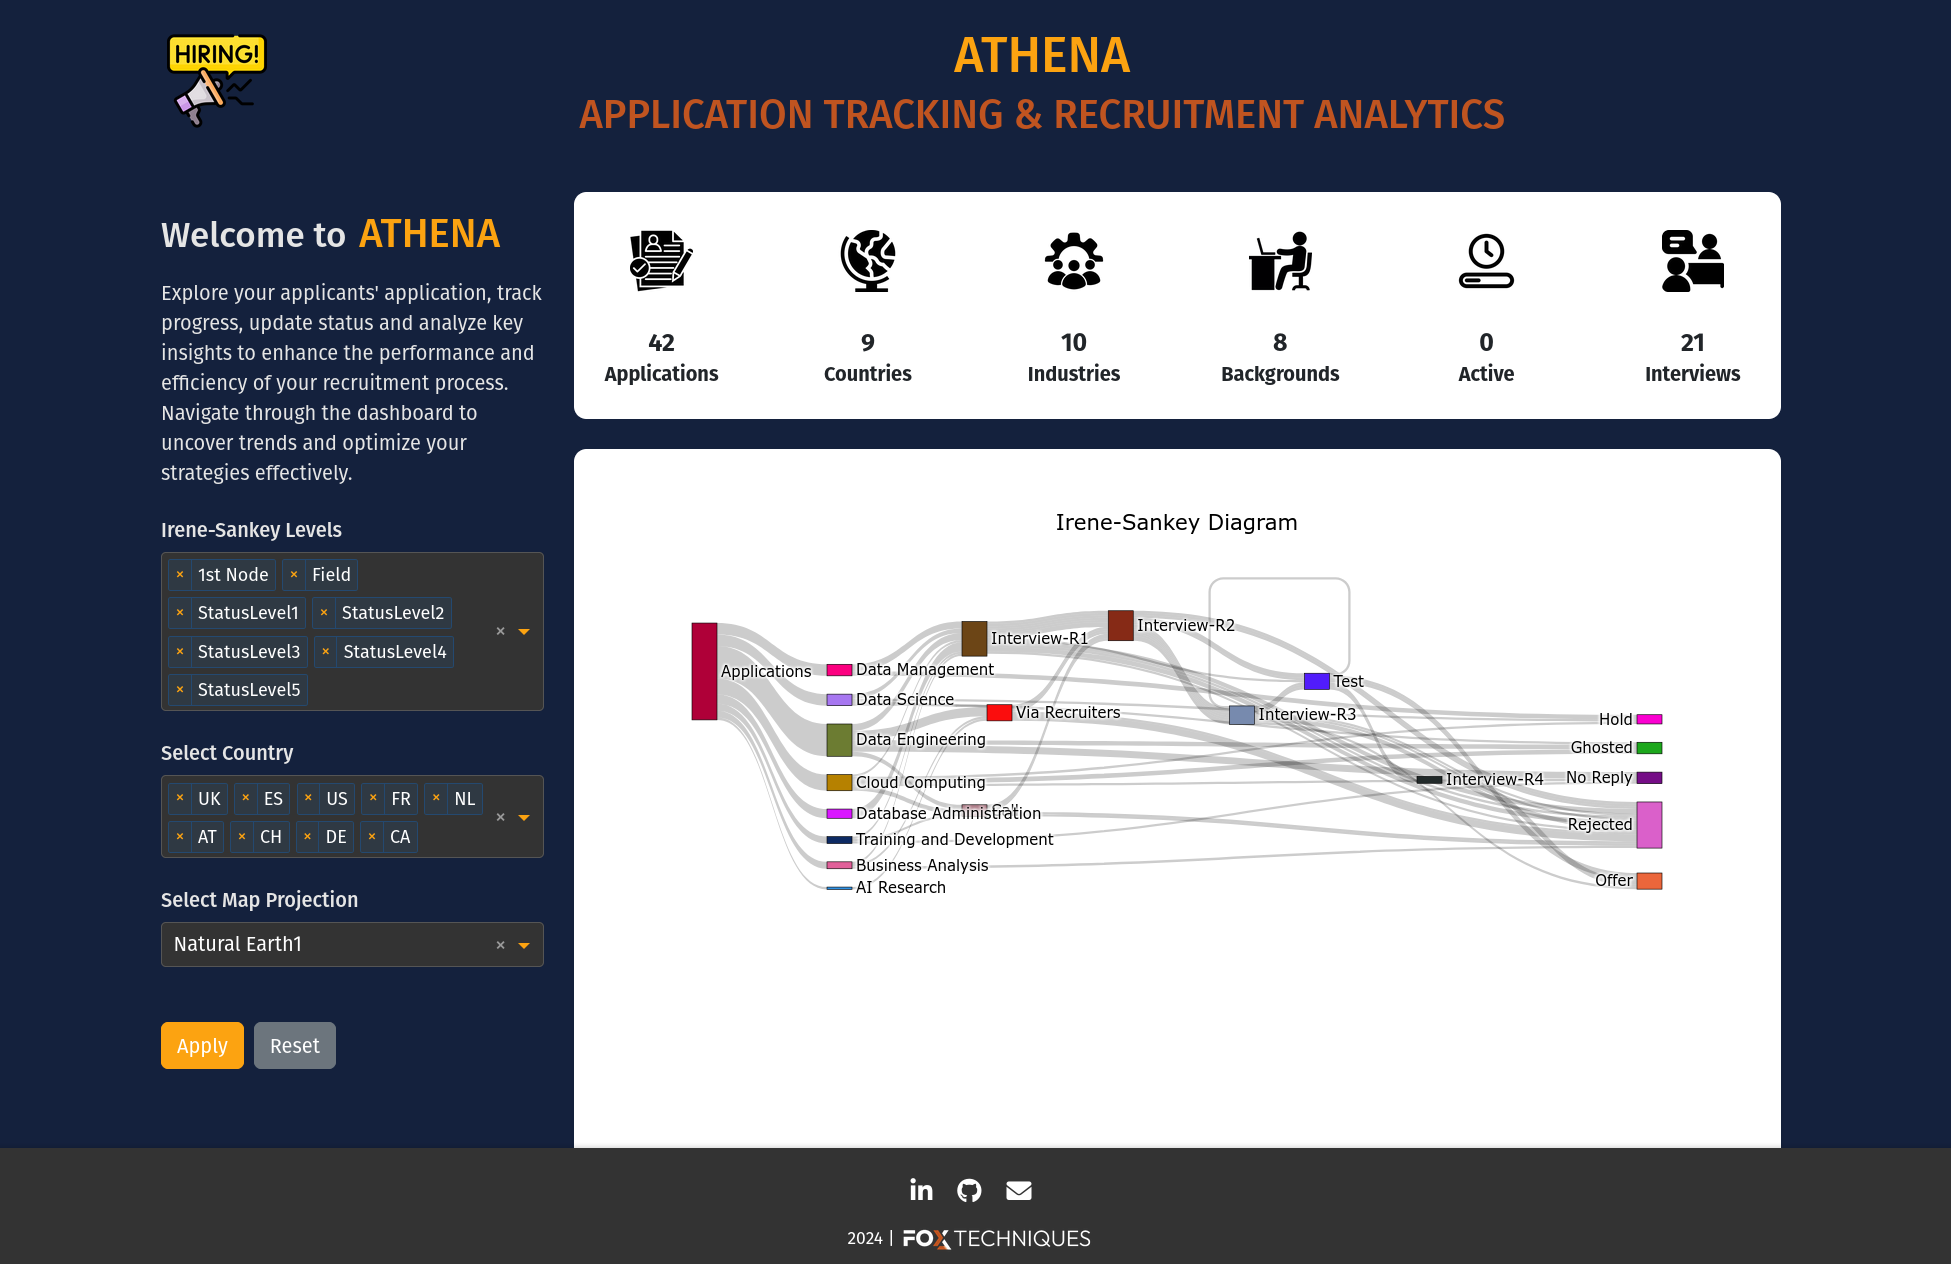 HIRING!
ATHENA
APPLICATION TRACKING & RECRUITMENT ANALYTICS
Welcome to ATHENA
Explore your applicants' application, track
progress, update status and analyze key
insights to enhance the performance and
efficiency of your recruitment process.
Navigate through the dashboard to
uncover trends and optimize your
strategies effectively.
Irene-Sankey Levels
× 1st Node × Field
× StatusLevel1 × StatusLevel2
× StatusLevel3 × StatusLevel4
× StatusLevel5
×
Select Country
× UK × ES × US × FR × NL
× AT × CH × DE × CA
×
Select Map Projection
Natural Earth1 ×
Apply Reset
42 9 10 8 0 21
Applications Countries Industries Backgrounds Active Interviews
Irene-Sankey Diagram
Applications
Data Management
Data Science
Data Engineering
Cloud Computing
Database Administration
Training and Development
Business Analysis
AI Research
Interview-R1
Via Recruiters
Call
Interview-R2
Interview-R3
Test
Interview-R4
Hold
Ghosted
No Reply
Rejected
Offer
in
2024 | FOX TECHNIQUES